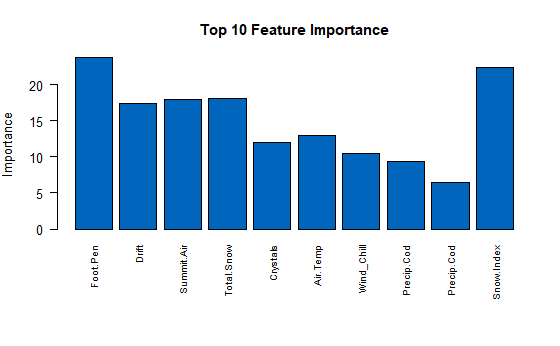 Top 10 Feature Importance
Importance
20
15
10
5
0
Foot.Pen
Drift
Summit.Air
Total.Snow
Crystals
Air.Temp
Wind_Chill
Precip.Cod
Precip.Cod
Snow.Index